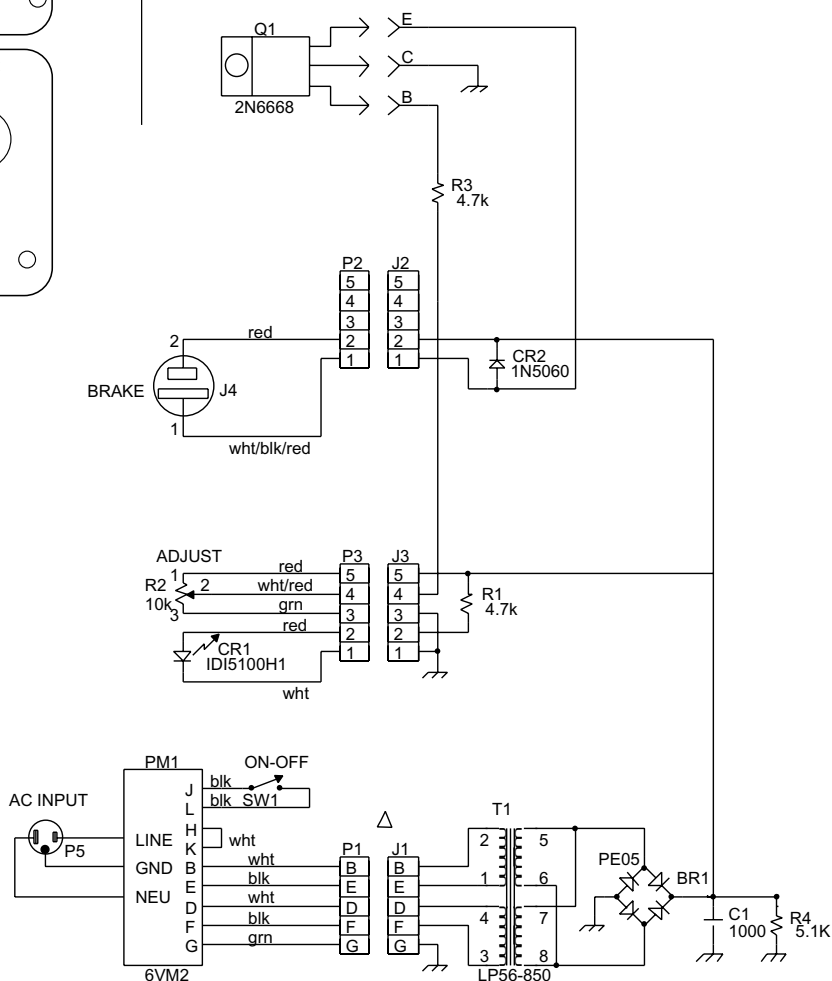 Q1
E
C
B
2N6668
R3
4.7k
P2 J2
5 5
4 4
3 3
2 2
1 1
red
2
BRAKE
J4
1
wht/blk/red
CR2
1N5060
ADJUST
P3 J3
1
red
5 5
R2
10k
2
wht/red
4 4
R1
4.7k
3
grn
3 3
red
2 2
CR1
IDI5100H1
1 1
wht
PM1
ON-OFF
J
blk
L
blk
SW1
AC INPUT
P5
LINE
GND
NEU
H
K
wht
P1 J1
B
wht
B B
E
blk
E E
D
wht
D D
F
blk
F F
G
grn
G G
6VM2
T1
2 5
1 6
4 7
3 8
LP56-850
PE05
BR1
C1
1000
R4
5.1K